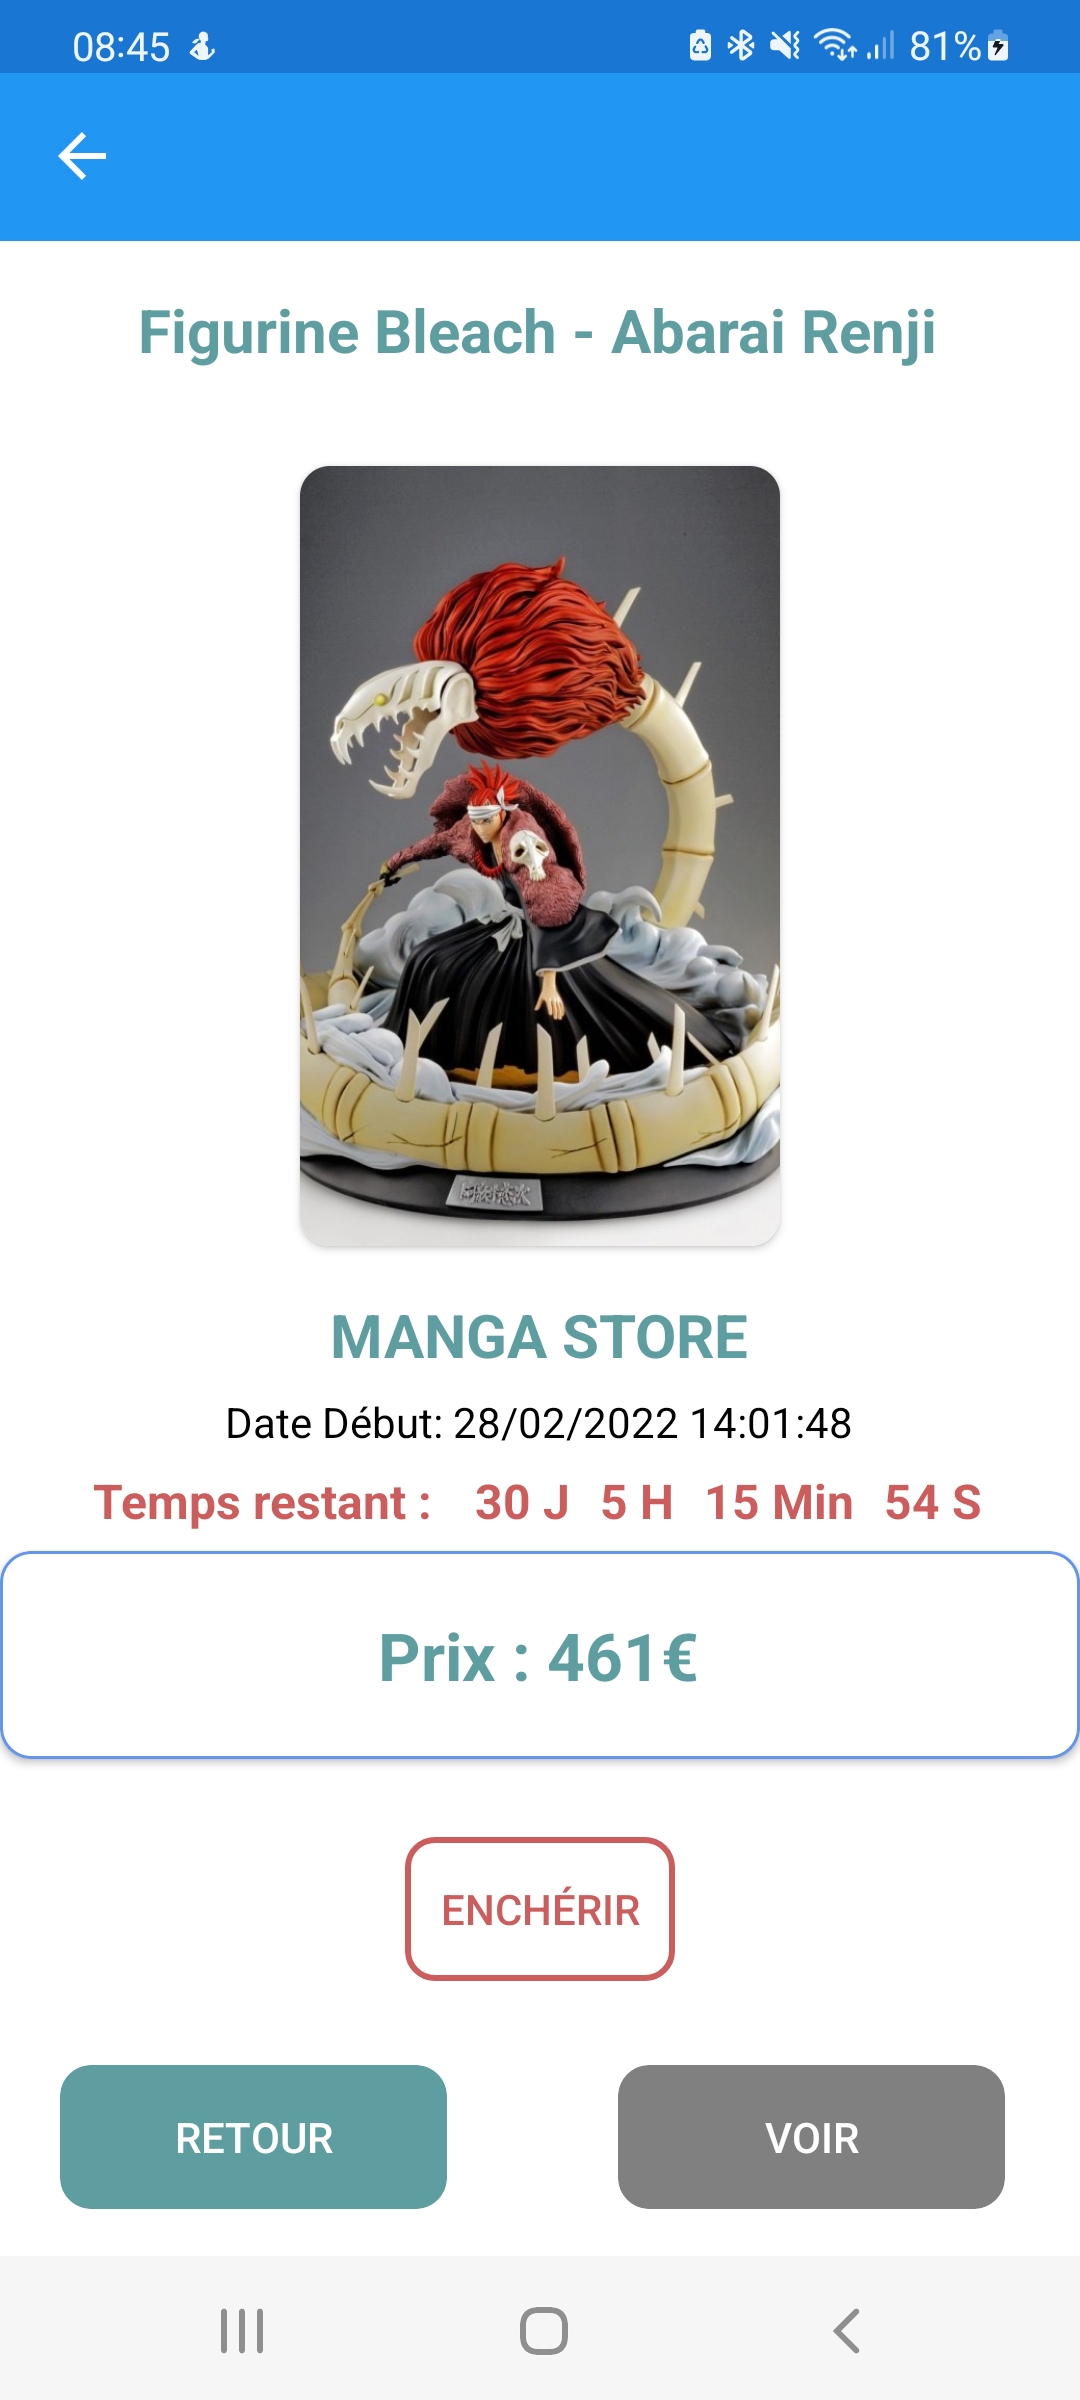 08:45
81%
Figurine Bleach - Abarai Renji
MANGA STORE
Date Début: 28/02/2022 14:01:48
Temps restant : 30 J 5 H 15 Min 54 S
Prix : 461€
ENCHÉRIR
RETOUR VOIR